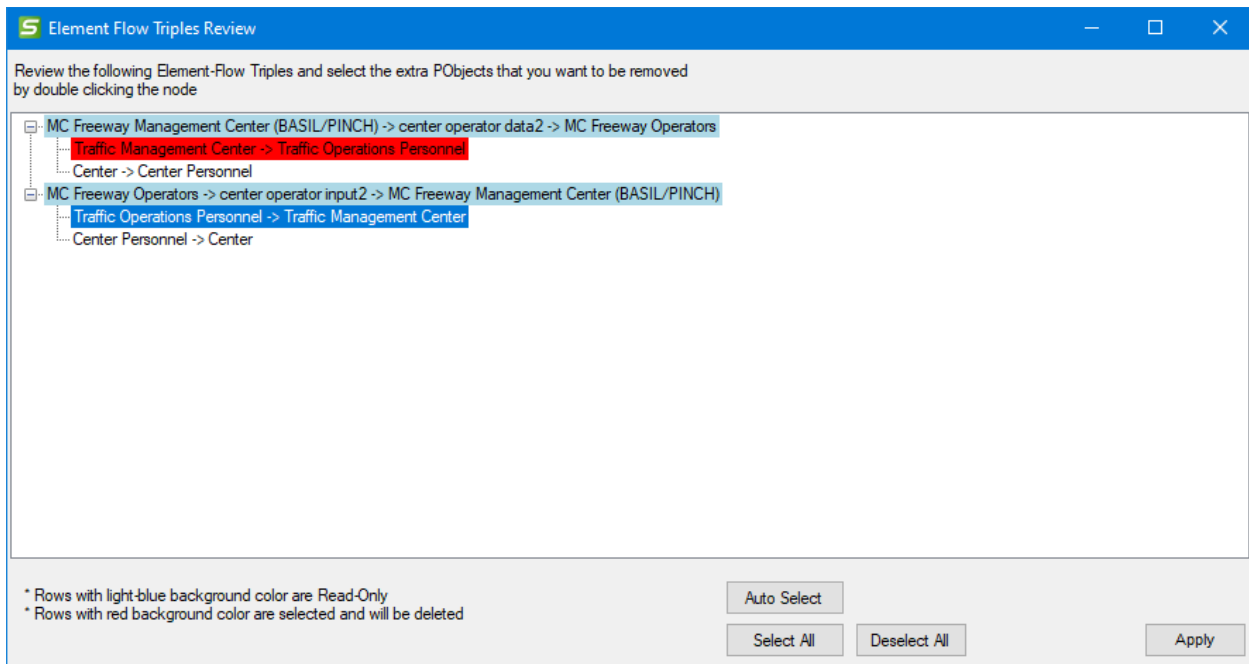 S Element Flow Triples Review
Review the following Element-Flow Triples and select the extra PObjects that you want to be removed
by double clicking the node
MC Freeway Management Center (BASIL/PINCH) -> center operator data2 -> MC Freeway Operators
Traffic Management Center -> Traffic Operations Personnel
Center -> Center Personnel
MC Freeway Operators -> center operator input2 -> MC Freeway Management Center (BASIL/PINCH)
Traffic Operations Personnel -> Traffic Management Center
Center Personnel -> Center
* Rows with light-blue background color are Read-Only
* Rows with red background color are selected and will be deleted
Auto Select
Select All
Deselect All
Apply